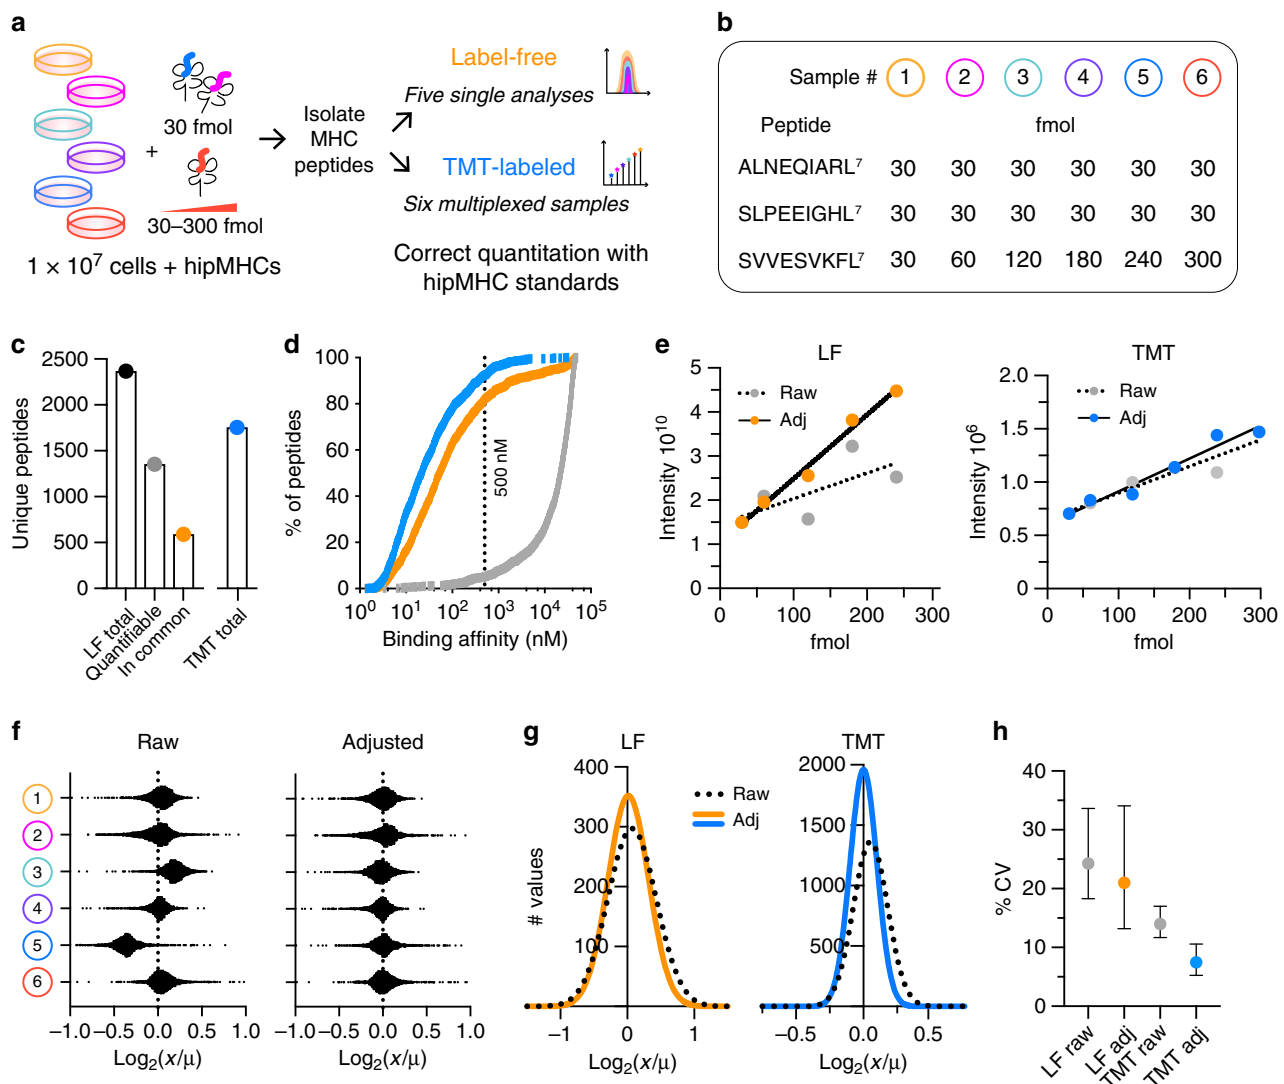 a
30 fmol
+
30–300 fmol
1 × 10⁷ cells + hipMHCs
Isolate
MHC
peptides
Label-free
Five single analyses
TMT-labeled
Six multiplexed samples
Correct quantitation with
hipMHC standards
b
Sample # 1 2 3 4 5 6
Peptide fmol
ALNEQIARL⁷ 30 30 30 30 30 30
SLPEEIGHL⁷ 30 30 30 30 30 30
SVVESVKFL⁷ 30 60 120 180 240 300
c
Unique peptides
2500
2000
1500
1000
500
0
LF total
Quantifiable
In common
TMT total
d
% of peptides
100
80
60
40
20
0
500 nM
10⁰ 10¹ 10² 10³ 10⁴ 10⁵
Binding affinity (nM)
e
LF
Intensity 10¹⁰
5
4
3
2
1
0
Raw
Adj
0 100 200 300
fmol
TMT
Intensity 10⁶
2.0
1.5
1.0
0.5
0
Raw
Adj
0 100 200 300
fmol
f
Raw
Adjusted
1
2
3
4
5
6
−1.0 −0.5 0.0 0.5 1.0
Log₂(x/μ)
−1.0 −0.5 0.0 0.5 1.0
Log₂(x/μ)
g
LF
# values
400
300
200
100
−1 0 1
Log₂(x/μ)
Raw
Adj
TMT
2000
1500
1000
500
−0.5 0 0.5
Log₂(x/μ)
h
% CV
40
30
20
10
0
LF raw
LF adj
TMT raw
TMT adj